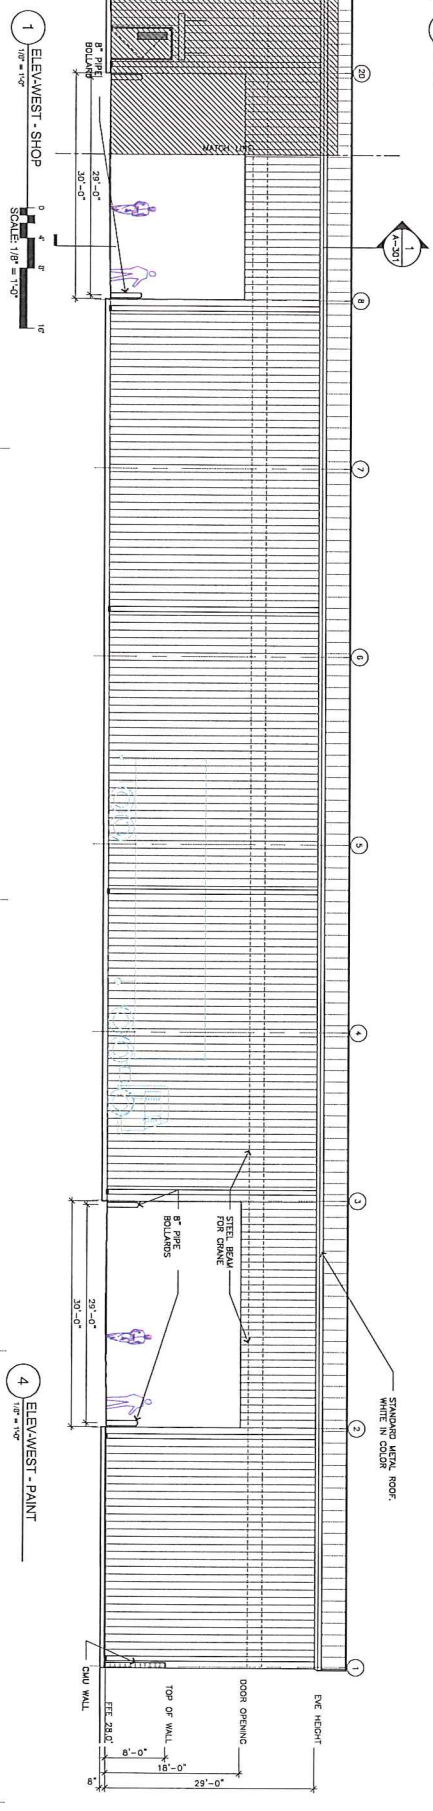 1
ELEV-WEST - SHOP
1/8" = 1'-0"
0
4'
8'
16'
SCALE: 1/8" = 1'-0"
8" PIPE
BOLLARD
29'-0"
30'-0"
MATCH LINE
1
A-301
20
8
7
6
5
4
3
2
1
STEEL BEAM
FOR CRANE
8" PIPE
BOLLARDS
29'-0"
30'-0"
STANDARD METAL ROOF.
WHITE IN COLOR
4
ELEV-WEST - PAINT
1/8" = 1'-0"
EVE HEIGHT
DOOR OPENING
TOP OF WALL
FFE 28.0'
CMU WALL
8'-0"
18'-0"
29'-0"
6"